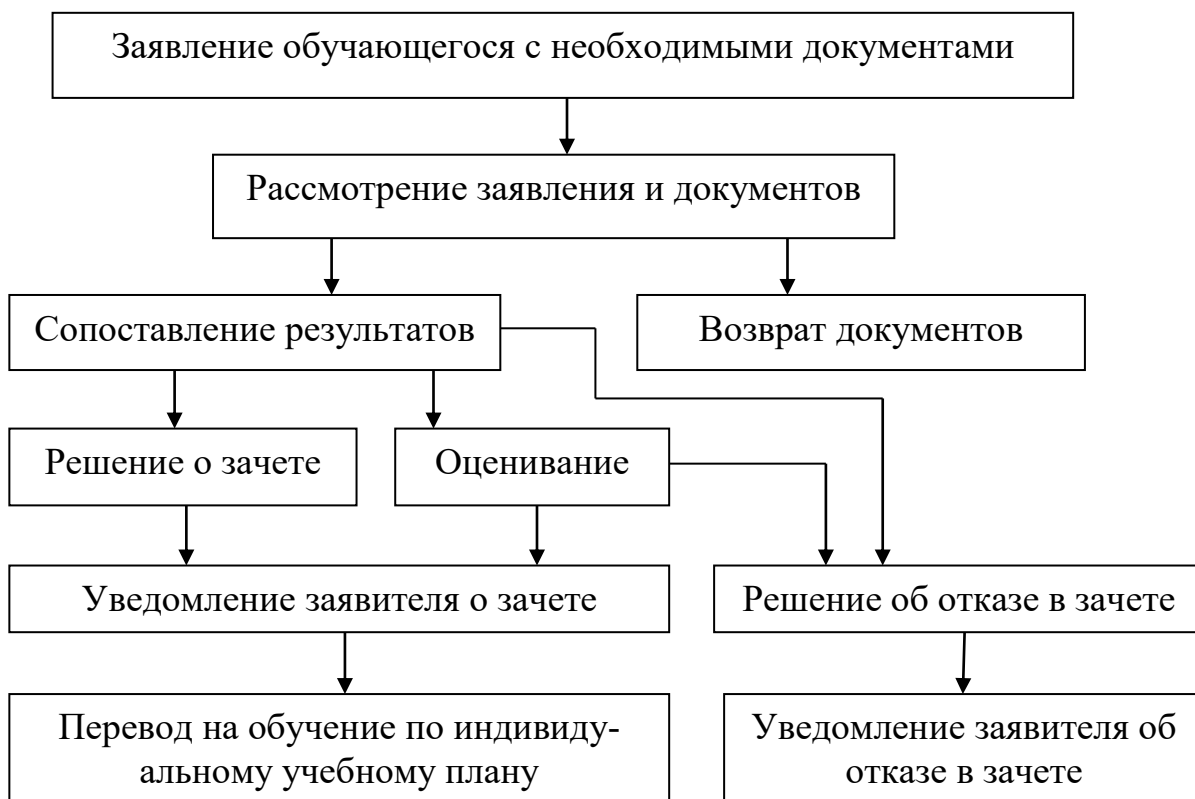 Заявление обучающегося с необходимыми документами
Рассмотрение заявления и документов
Сопоставление результатов
Возврат документов
Решение о зачете
Оценивание
Уведомление заявителя о зачете
Решение об отказе в зачете
Перевод на обучение по индивиду-
альному учебному плану
Уведомление заявителя об
отказе в зачете